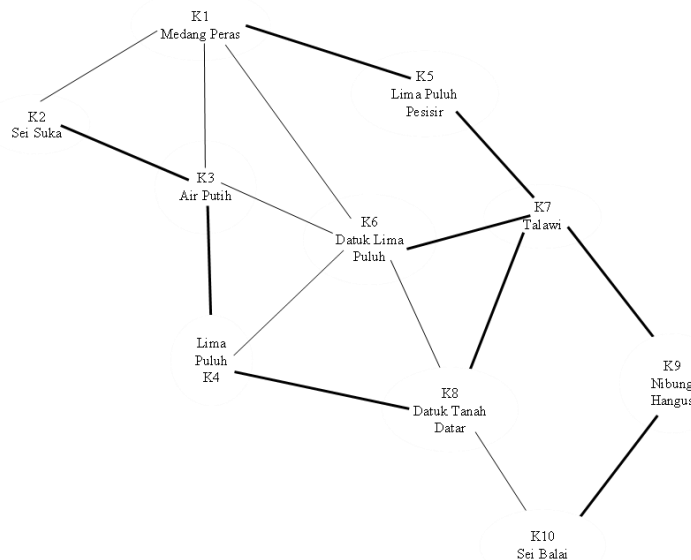 K1
Medang Peras
K5
Lima Puluh
Pesisir
K2
Sei Suka
K3
Air Putih
K6
Datuk Lima
Puluh
K7
Talawi
Lima
Puluh
K4
K8
Datuk Tanah
Datar
K9
Nibung
Hangus
K10
Sei Balai